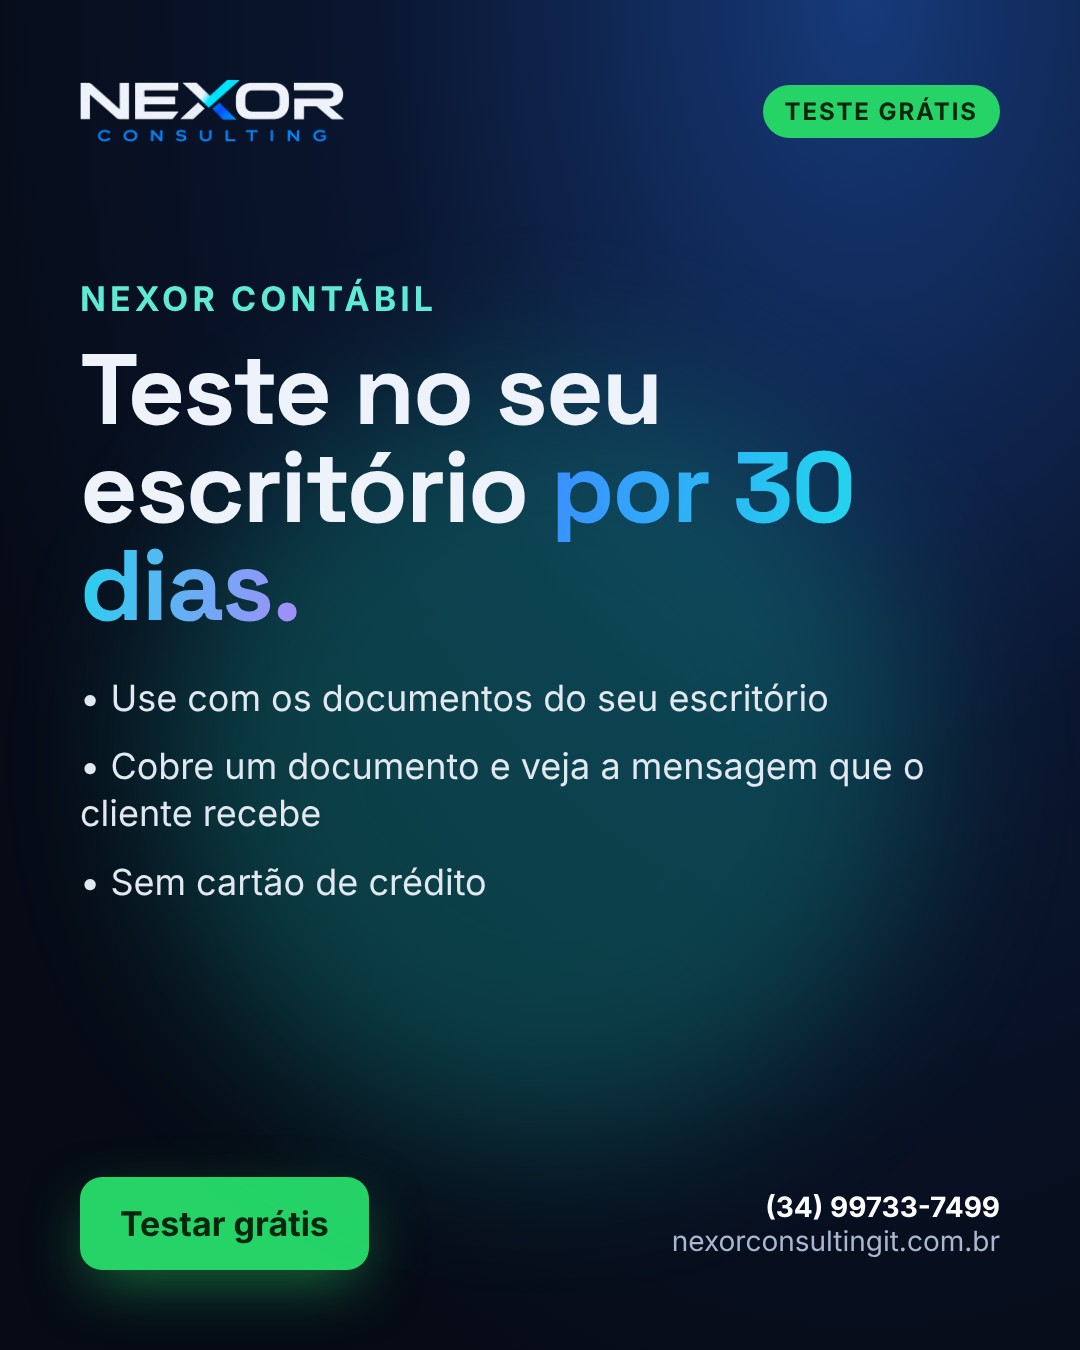 NEXOR
CONSULTING
TESTE GRÁTIS
NEXOR CONTÁBIL
Teste no seu
escritório por 30
dias.
• Use com os documentos do seu escritório
• Cobre um documento e veja a mensagem que o
cliente recebe
• Sem cartão de crédito
Testar grátis
(34) 99733-7499
nexorconsultingit.com.br